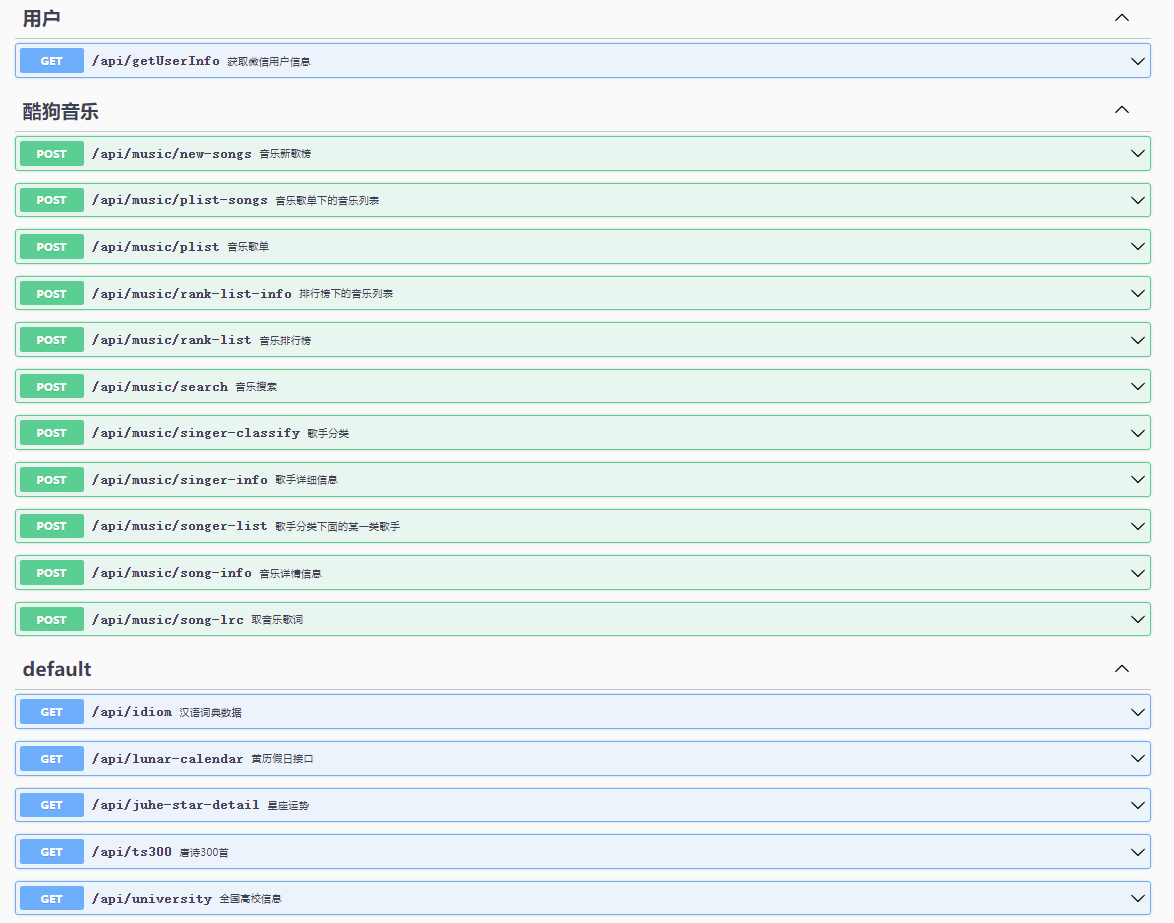 用户
GET /api/getUserInfo 获取微信用户信息
酷狗音乐
POST /api/music/new-songs 音乐新歌榜
POST /api/music/plist-songs 音乐歌单下的音乐列表
POST /api/music/plist 音乐歌单
POST /api/music/rank-list-info 排行榜下的音乐列表
POST /api/music/rank-list 音乐排行榜
POST /api/music/search 音乐搜索
POST /api/music/singer-classify 歌手分类
POST /api/music/singer-info 歌手详细信息
POST /api/music/songer-list 歌手分类下面的某一类歌手
POST /api/music/song-info 音乐详情信息
POST /api/music/song-lrc 取音乐歌词
default
GET /api/idiom 汉语词典数据
GET /api/lunar-calendar 黄历假日接口
GET /api/juhe-star-detail 星座运势
GET /api/ts300 唐诗300首
GET /api/university 全国高校信息